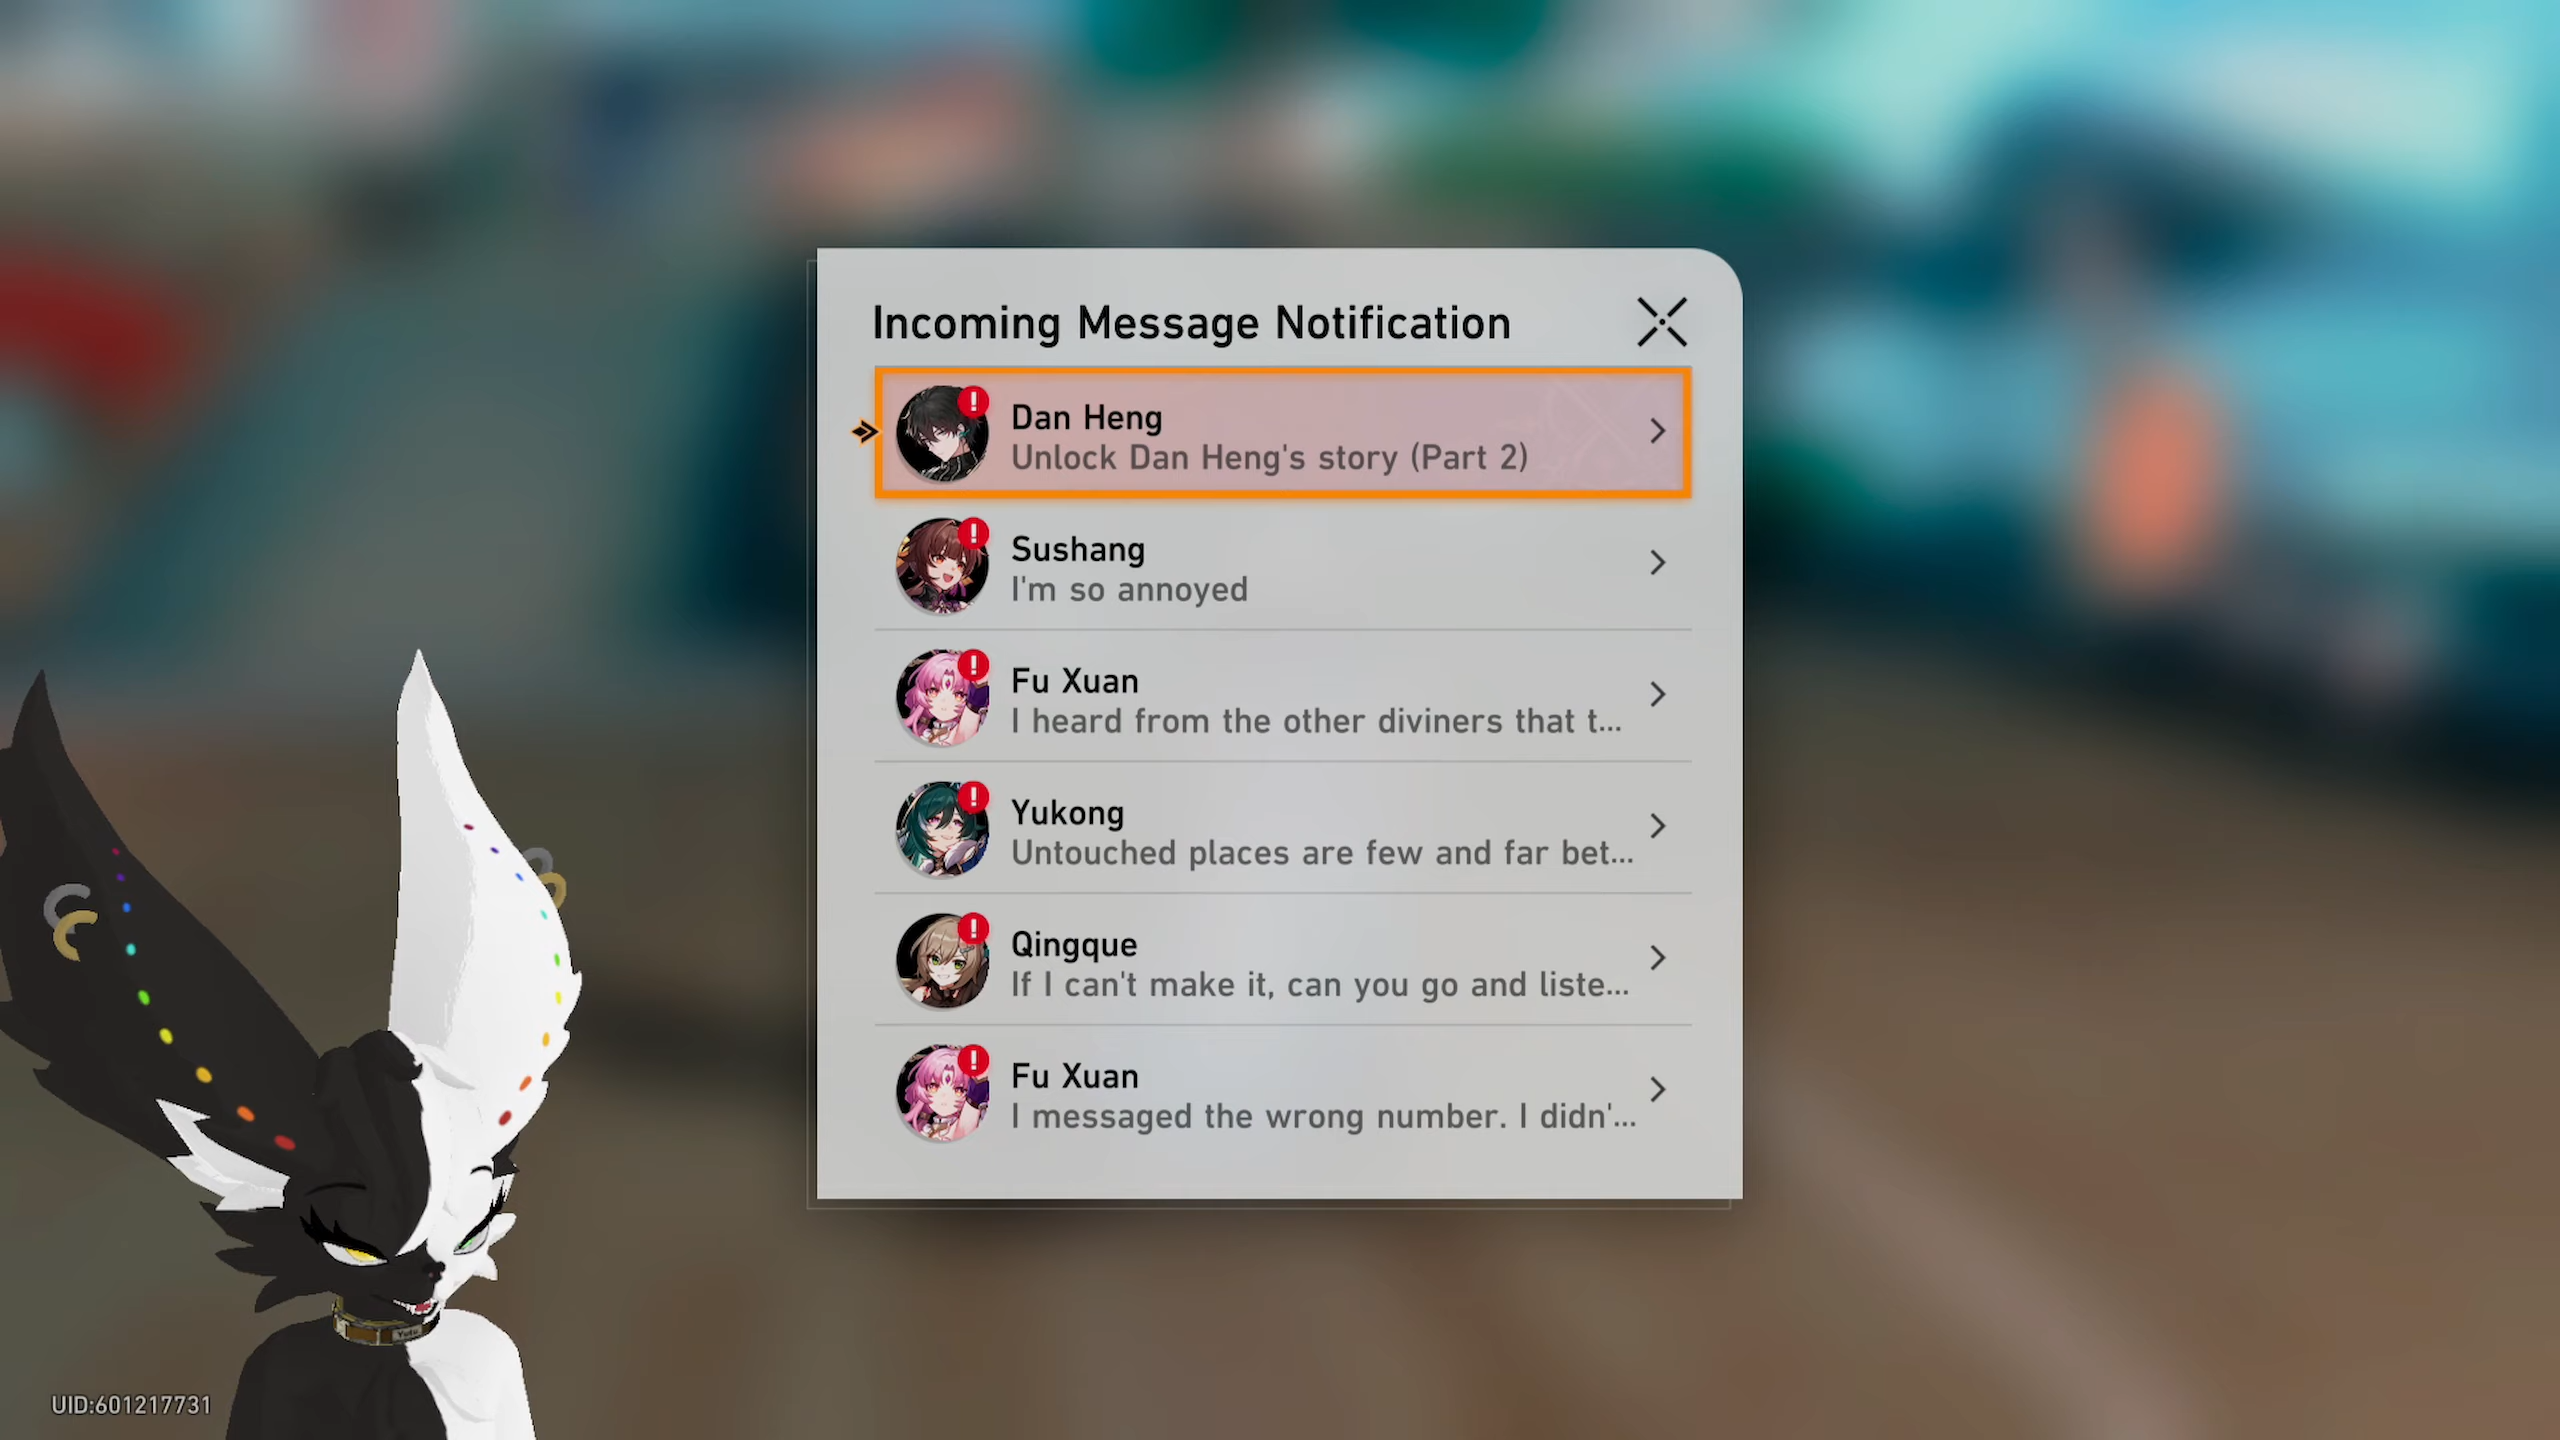 Incoming Message Notification
Dan Heng
Unlock Dan Heng's story (Part 2)
Sushang
I'm so annoyed
Fu Xuan
I heard from the other diviners that t...
Yukong
Untouched places are few and far bet...
Qingque
If I can't make it, can you go and liste...
Fu Xuan
I messaged the wrong number. I didn'...
UID:601217731